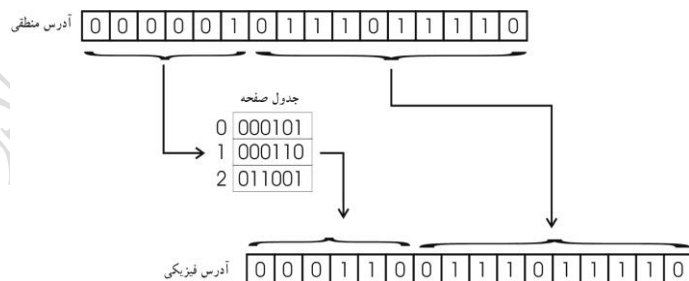 آدرس منطقی 0 0 0 0 0 1 0 1 1 1 0 1 1 1 1 0
جدول صفحه
0 000101
1 000110
2 011001
آدرس فیزیکی 0 0 0 1 1 0 0 1 1 1 0 1 1 1 1 0